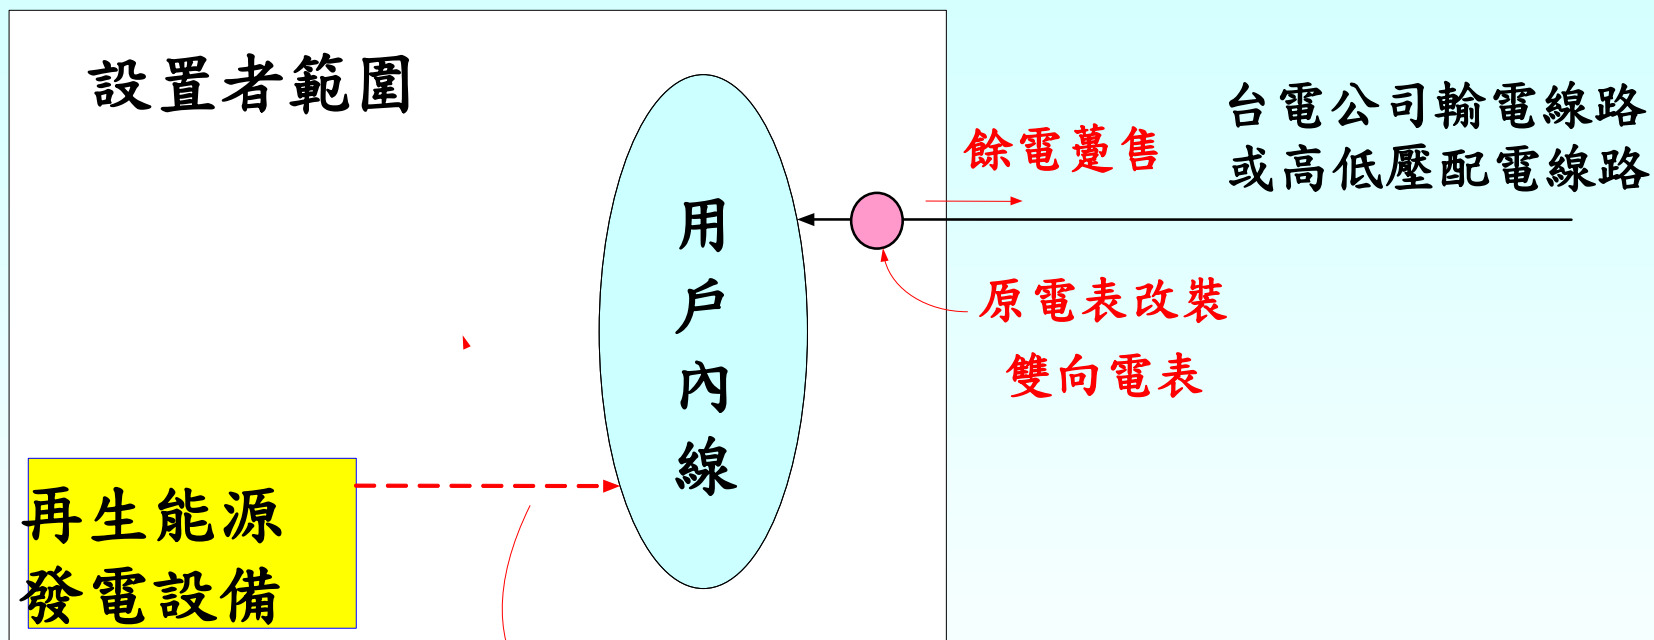 設置者範圍
台電公司輸電線路
或高低壓配電線路
餘電躉售
用
戶
內
線
原電表改裝
雙向電表
再生能源
發電設備